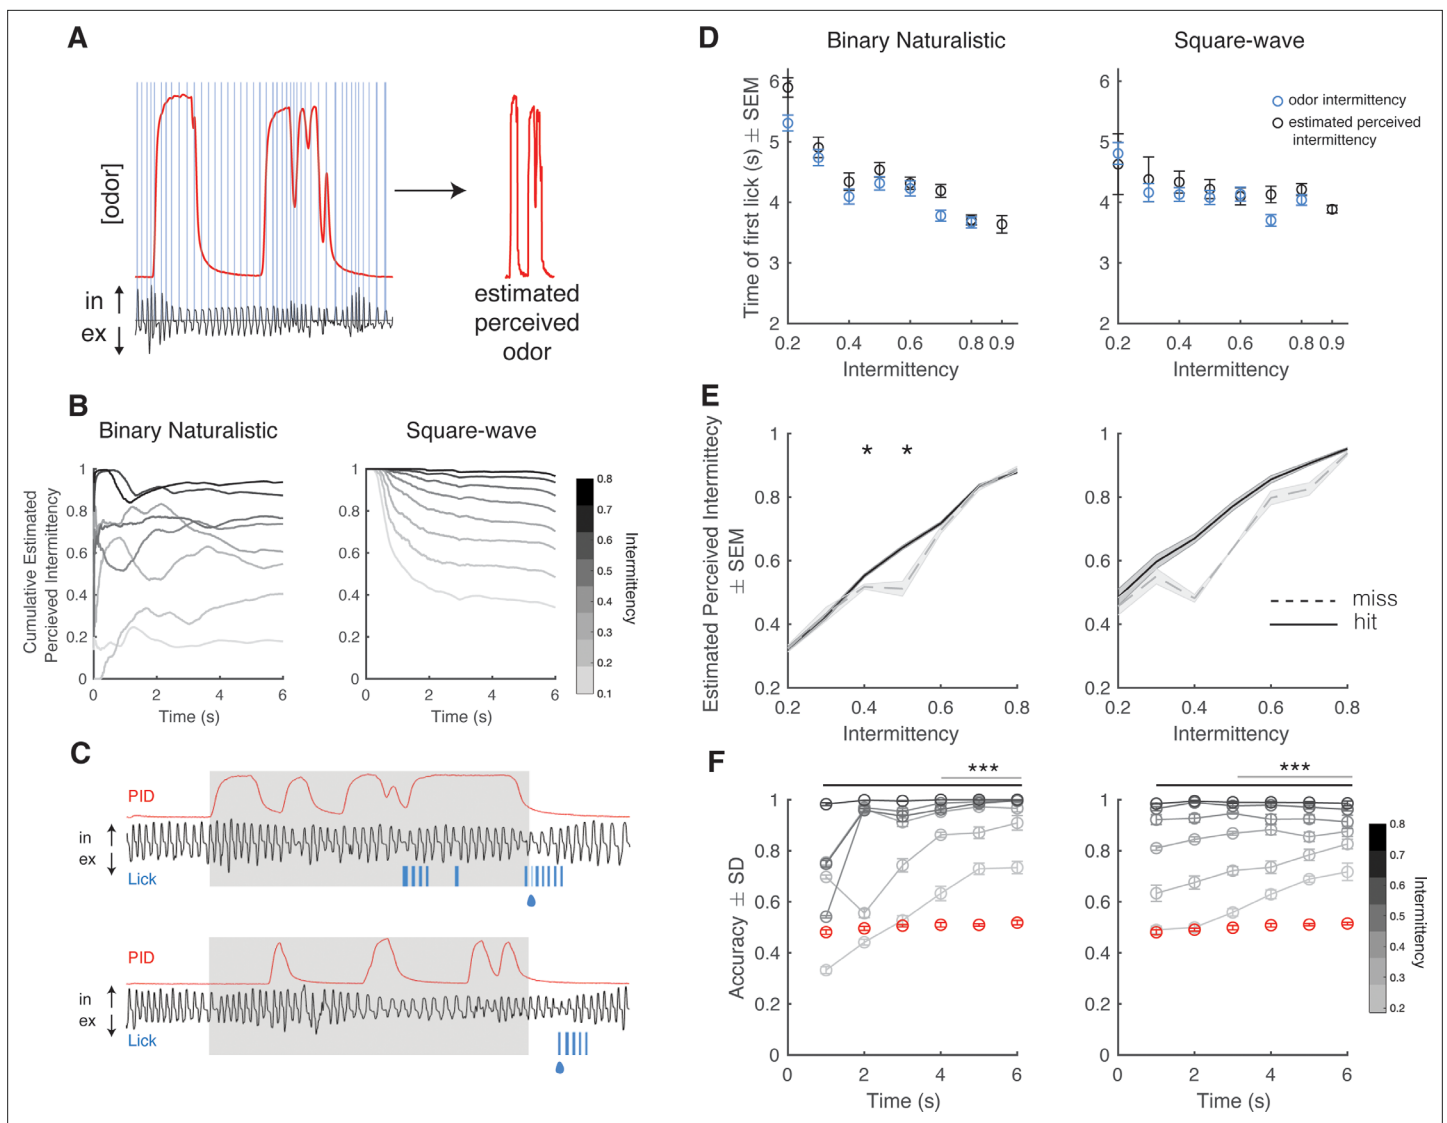 A
[odor]
in
ex
estimated
perceived
odor
B
Binary Naturalistic
Square-wave
Cumulative Estimated
Percieved Intermittency
1
0.8
0.6
0.4
0.2
0
0
2
4
6
Time (s)
1
0.8
0.6
0.4
0.2
0
0
2
4
6
Time (s)
0.8
0.7
0.6
0.5
0.4
0.3
0.2
0.1
Intermittency
C
PID
in
ex
Lick
PID
in
ex
Lick
D
Binary Naturalistic
Square-wave
Time of first lick (s) ± SEM
6
5
4
3
2
0.2
0.4
0.6
0.8
0.9
Intermittency
6
5
4
3
2
0.2
0.4
0.6
0.8
0.9
Intermittency
odor intermittency
estimated perceived
intermittency
E
Estimated Perceived Intermittecy
± SEM
1
0.8
0.6
0.4
0.2
* *
0.2
0.4
0.6
0.8
Intermittency
1
0.8
0.6
0.4
0.2
0.2
0.4
0.6
0.8
Intermittency
miss
hit
F
Accuracy ± SD
***
1
0.8
0.6
0.4
0.2
0
0
2
4
6
Time (s)
***
1
0.8
0.6
0.4
0.2
0
0
2
4
6
Time (s)
0.8
0.7
0.6
0.5
0.4
0.3
0.2
Intermittency